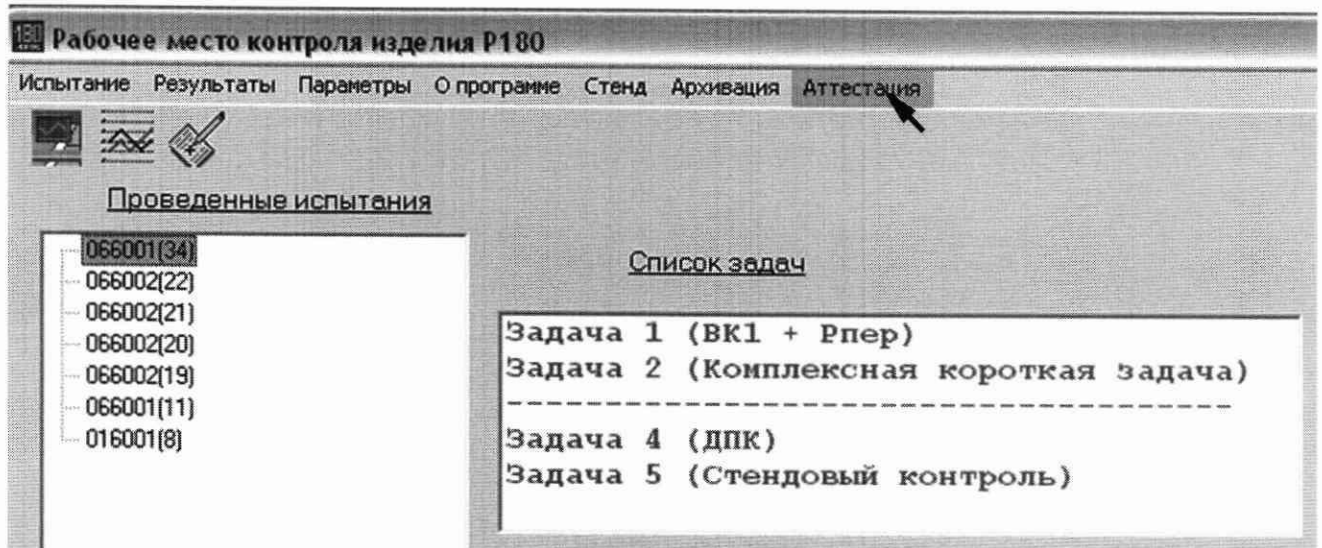 Рабочее место контроля изделия Р180
Испытание Результаты Параметры О программе Стенд Архивация Аттестация
Проведенные испытания
066001(34)
066002(22)
066002(21)
066002(20)
066002(19)
066001(11)
016001(8)
Список задач
Задача 1 (ВК1 + Рпер)
Задача 2 (Комплексная короткая задача)
----------------------------------------
Задача 4 (ДПК)
Задача 5 (Стендовый контроль)